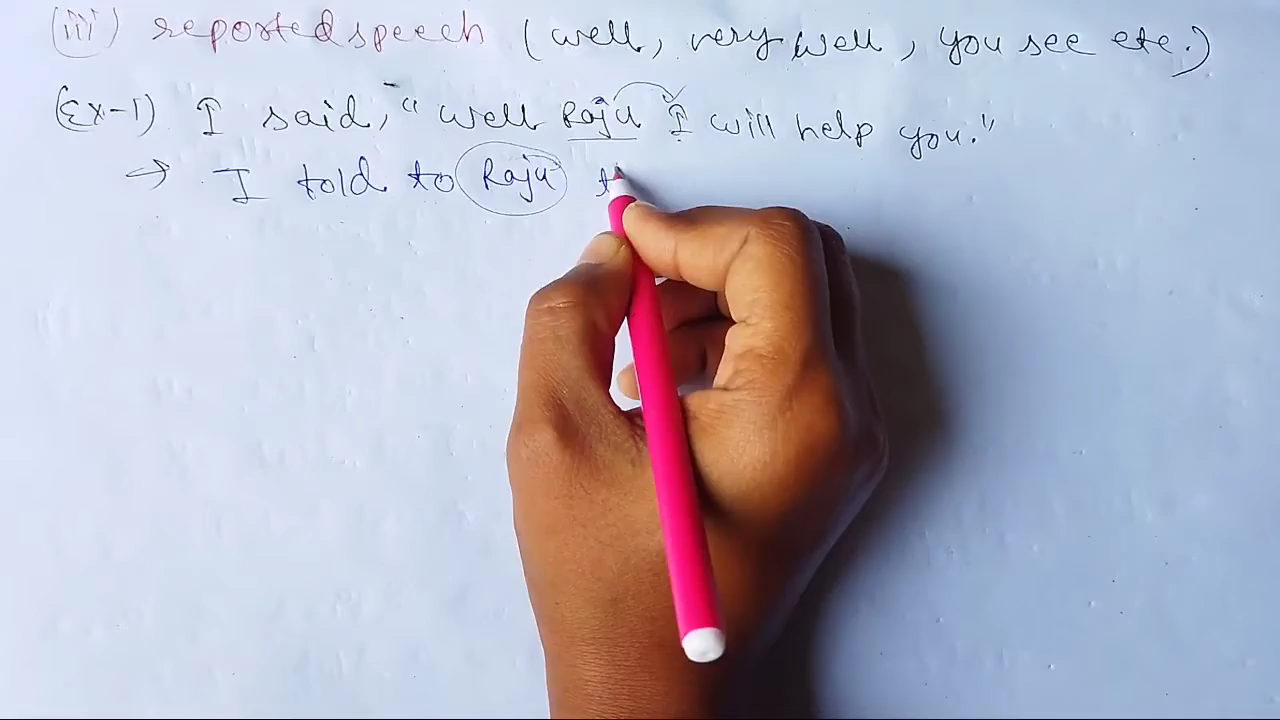 (iii) reported speech (well, very well, you see etc.)
(Ex-1) I said, "well Raju I will help you."
→ I told to Raju t